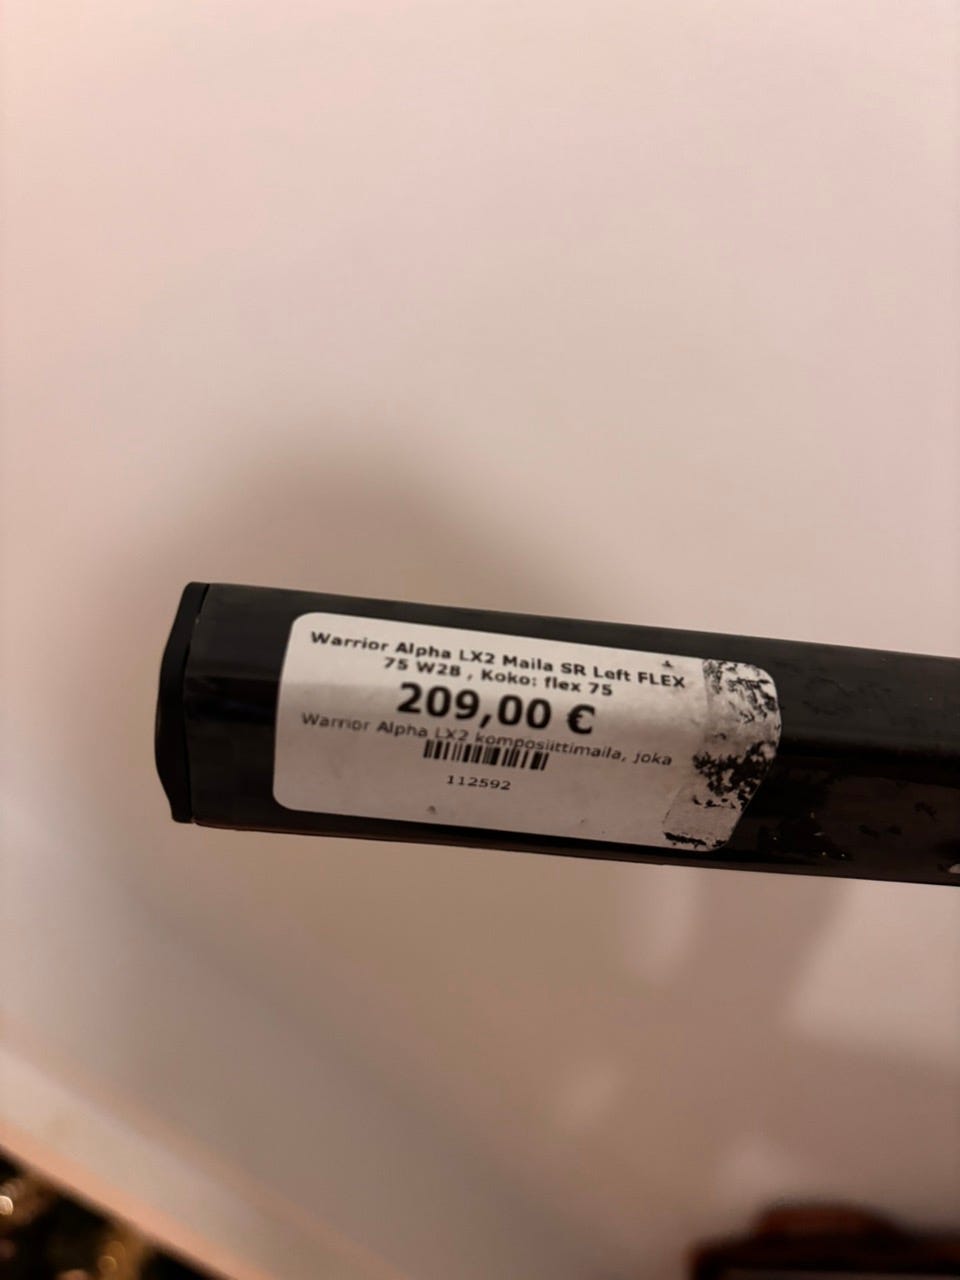 Warrior Alpha LX2 Maila SR Left FLEX
75 W28 , Koko: flex 75
209,00 €
Warrior Alpha LX2 komposiittimaila, joka
112592